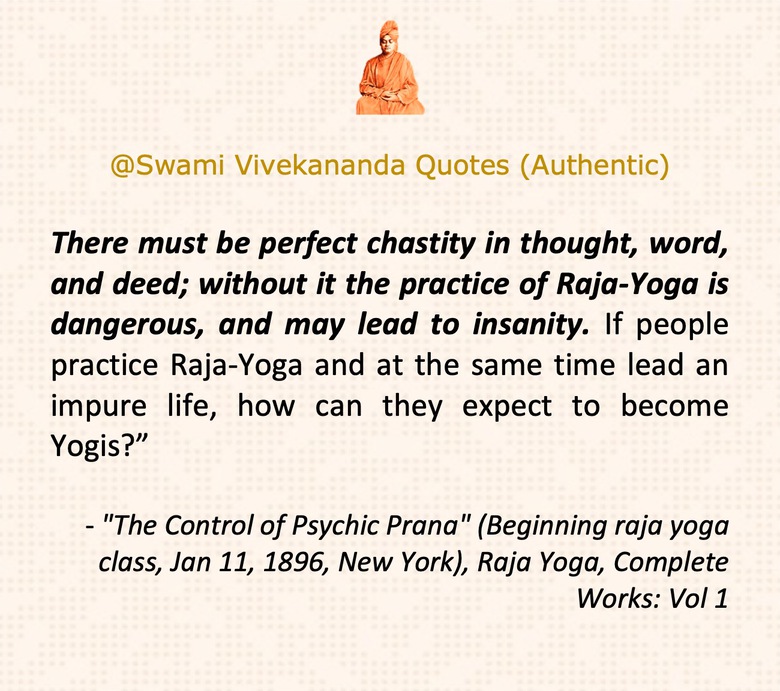 @Swami Vivekananda Quotes (Authentic)
There must be perfect chastity in thought, word,
and deed; without it the practice of Raja-Yoga is
dangerous, and may lead to insanity. If people
practice Raja-Yoga and at the same time lead an
impure life, how can they expect to become
Yogis?”
- "The Control of Psychic Prana" (Beginning raja yoga
class, Jan 11, 1896, New York), Raja Yoga, Complete
Works: Vol 1